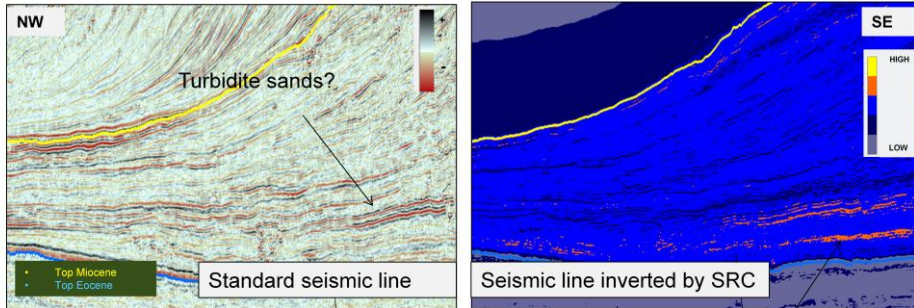 NW
+
-
Turbidite sands?
Top Miocene
Top Eocene
Standard seismic line
SE
HIGH
LOW
Seismic line inverted by SRC